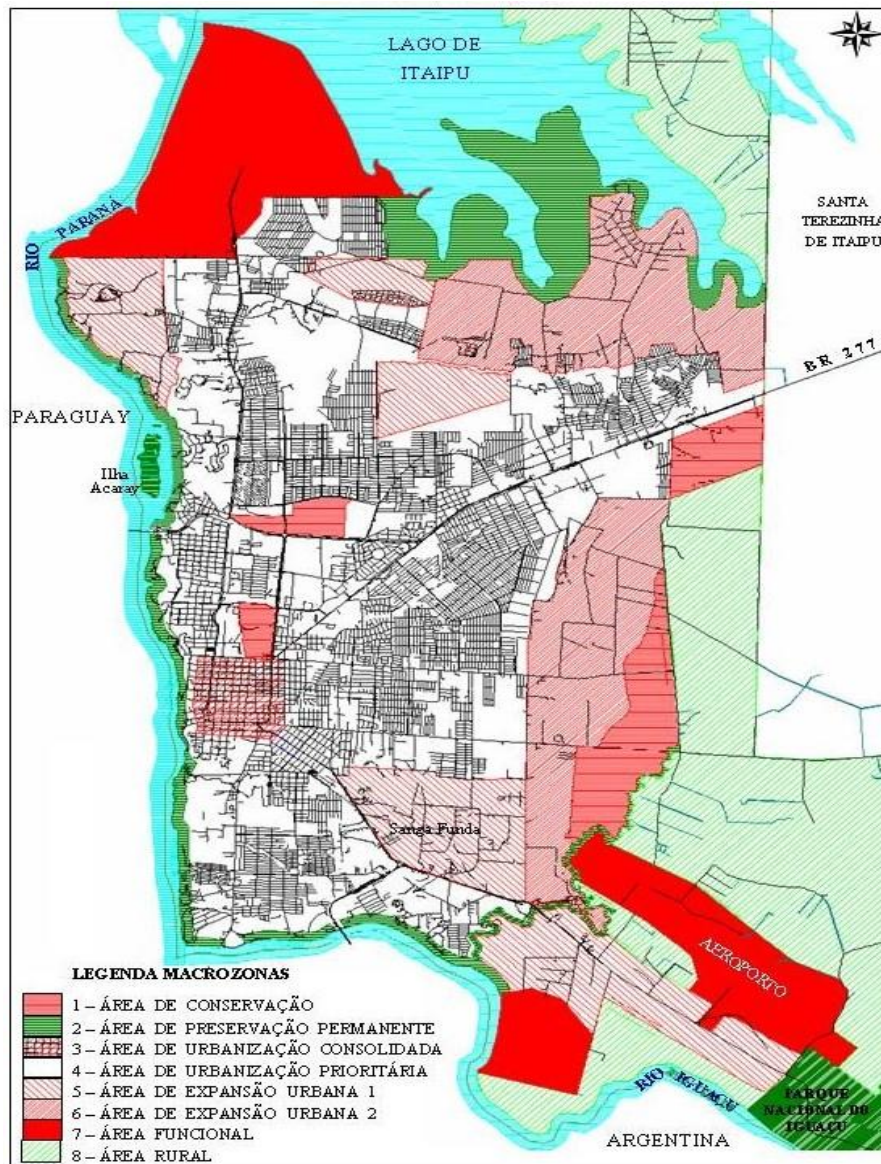 LAGO DE
ITAIPU
RIO PARANÁ
SANTA
TEREZINHA
DE ITAIPU
BR 277
PARAGUAY
Ilha
Acaray
Sanga Funda
AEROPORTO
RIO IGUAÇU
PARQUE
NACIONAL DO
IGUAÇU
ARGENTINA
LEGENDA MACROZONAS
1 – ÁREA DE CONSERVAÇÃO
2 – ÁREA DE PRESERVAÇÃO PERMANENTE
3 – ÁREA DE URBANIZAÇÃO CONSOLIDADA
4 – ÁREA DE URBANIZAÇÃO PRIORITÁRIA
5 – ÁREA DE EXPANSÃO URBANA 1
6 – ÁREA DE EXPANSÃO URBANA 2
7 – ÁREA FUNCIONAL
8 – ÁREA RURAL